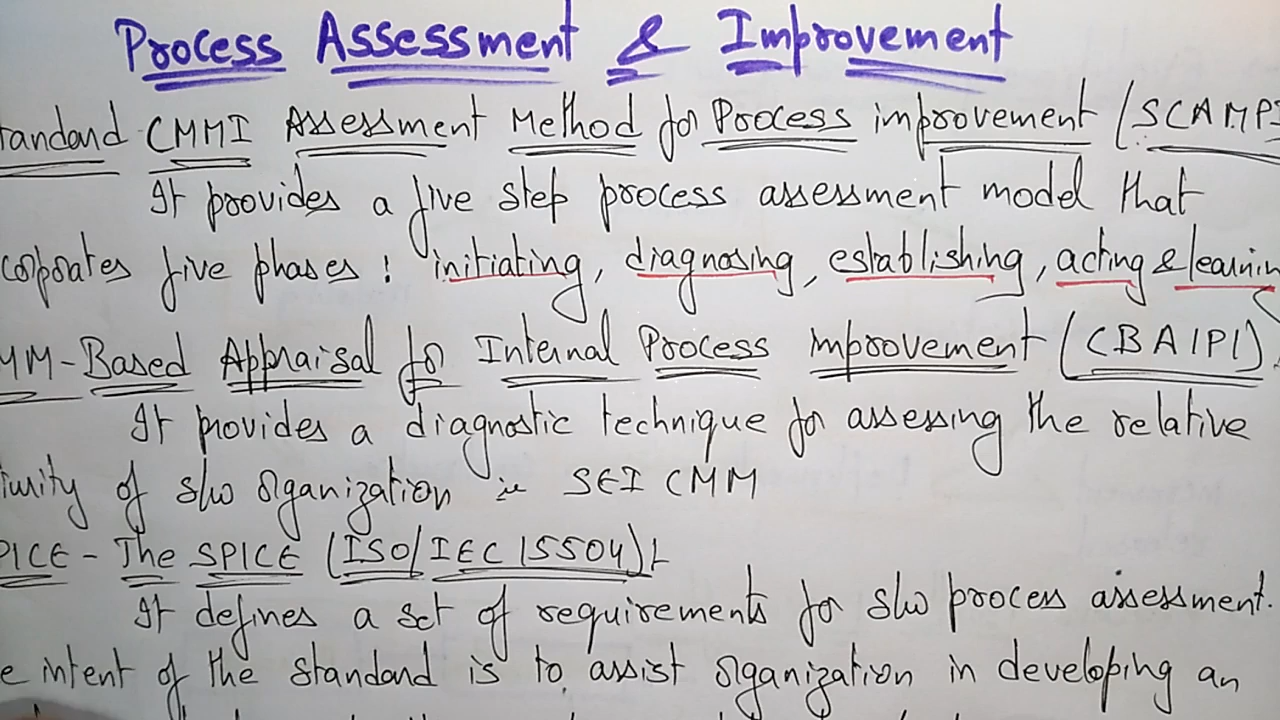 Process Assessment & Improvement
tandard CMMI Assessment Method for Process improvement (SCAMPI
It provides a five step process assessment model that
corporates five phases : initiating, diagnosing, establishing, acting & learnin
MM-Based Appraisal for Internal Process Improvement (CBAIPI).
It provides a diagnostic technique for assessing the relative
turity of s/w organization in SEI CMM
PICE - The SPICE (ISO/IEC 15504)
It defines a set of requirements for s/w process assessment.
e intent of the standard is to assist organization in developing an